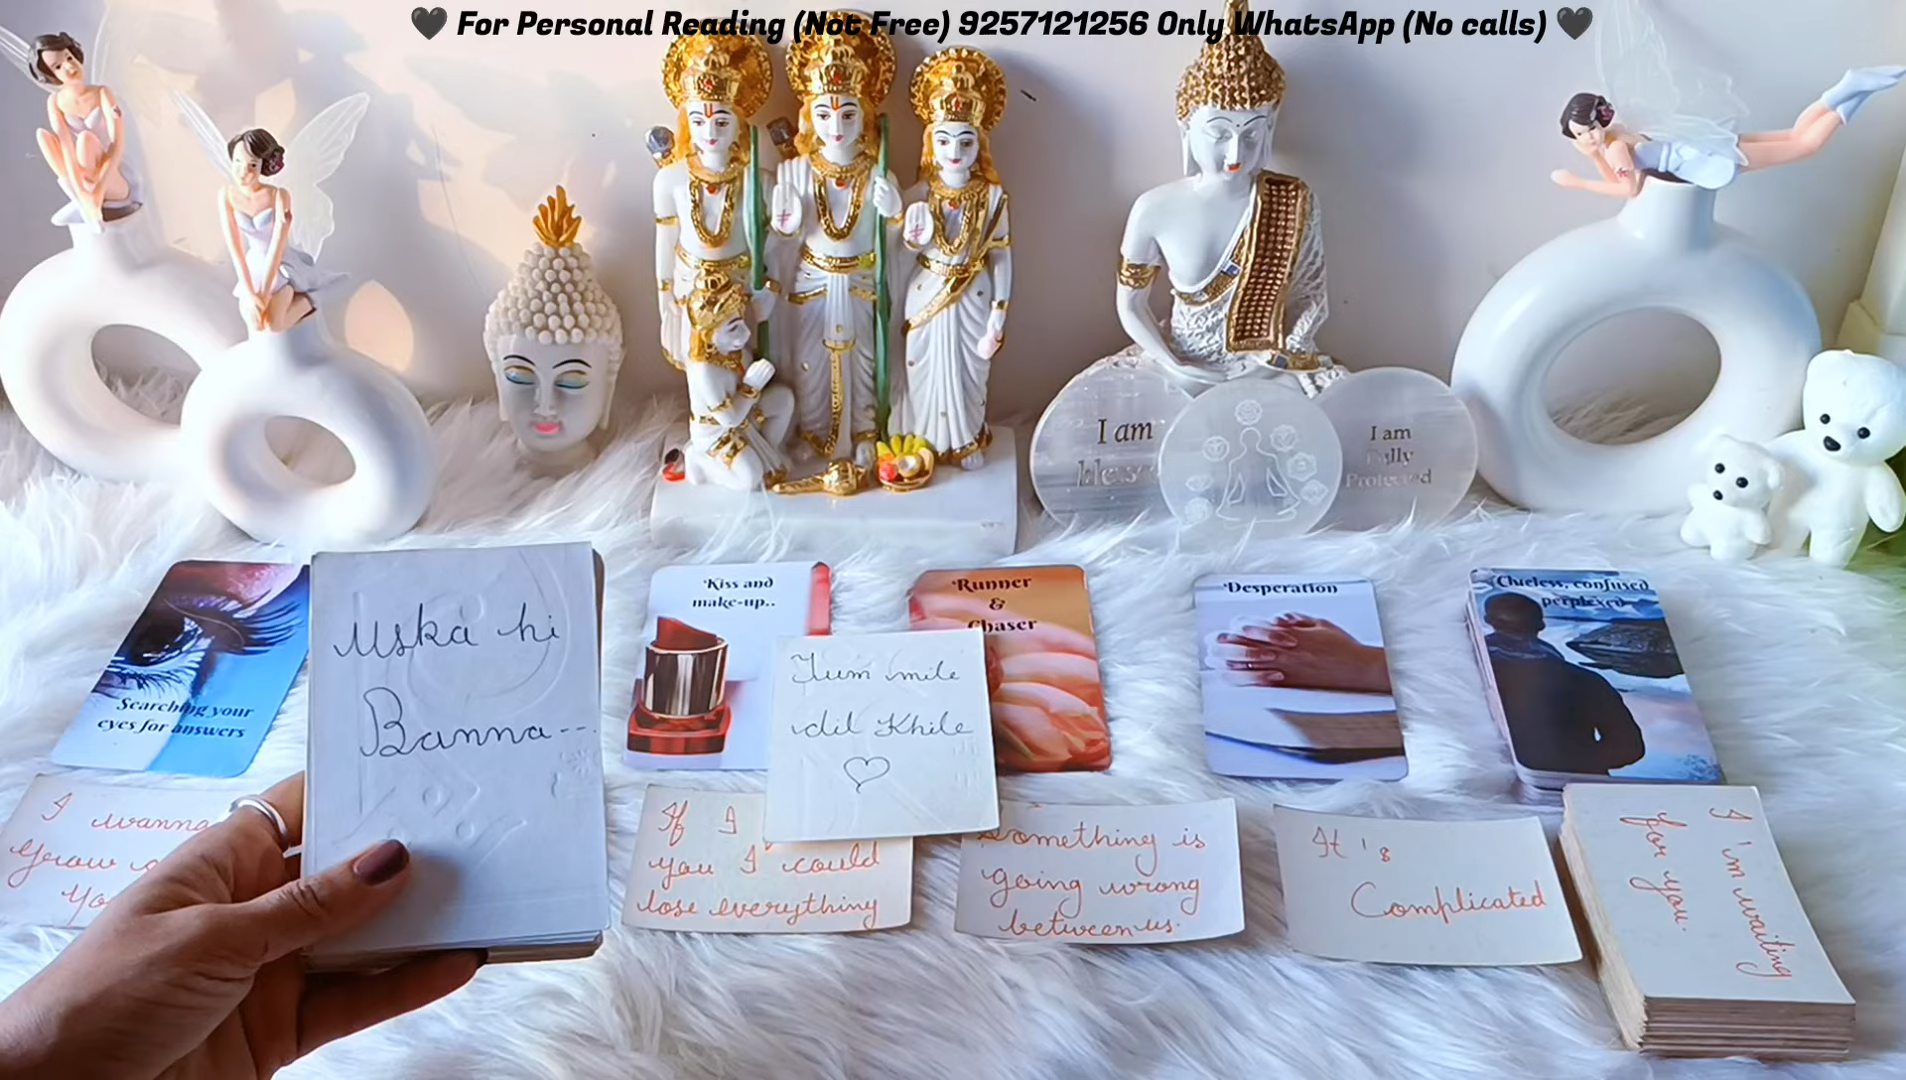 🖤 For Personal Reading (Not Free) 9257121256 Only WhatsApp (No calls) 🖤
I am
Bless
I am
Fully
Protected
Searching your
eyes for answers
Uska hi
Banna---
Kiss and
make-up..
Runner
&
Chaser
Desperation
Clueless, confused,
perplexed
Tum mile
dil Khile
♡
I wanna
grow
If I
you I could
lose everything
Something is
going wrong
between us.
It's
Complicated
I'm waiting
for you.